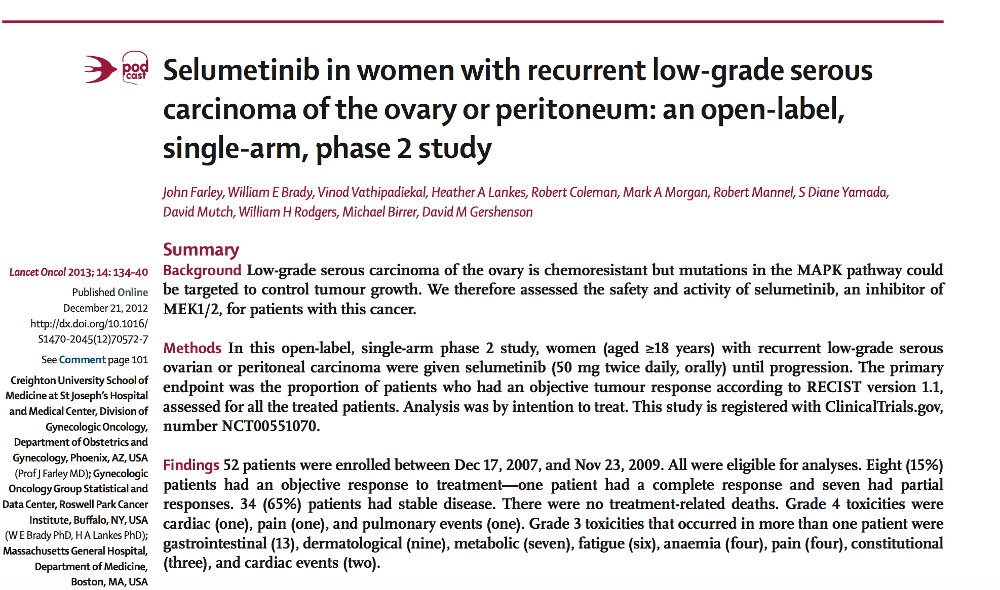 pod
cast
Selumetinib in women with recurrent low-grade serous
carcinoma of the ovary or peritoneum: an open-label,
single-arm, phase 2 study
John Farley, William E Brady, Vinod Vathipadiekal, Heather A Lankes, Robert Coleman, Mark A Morgan, Robert Mannel, S Diane Yamada,
David Mutch, William H Rodgers, Michael Birrer, David M Gershenson
Summary
Background Low-grade serous carcinoma of the ovary is chemoresistant but mutations in the MAPK pathway could
be targeted to control tumour growth. We therefore assessed the safety and activity of selumetinib, an inhibitor of
MEK1/2, for patients with this cancer.
Methods In this open-label, single-arm phase 2 study, women (aged ≥18 years) with recurrent low-grade serous
ovarian or peritoneal carcinoma were given selumetinib (50 mg twice daily, orally) until progression. The primary
endpoint was the proportion of patients who had an objective tumour response according to RECIST version 1.1,
assessed for all the treated patients. Analysis was by intention to treat. This study is registered with ClinicalTrials.gov,
number NCT00551070.
Findings 52 patients were enrolled between Dec 17, 2007, and Nov 23, 2009. All were eligible for analyses. Eight (15%)
patients had an objective response to treatment—one patient had a complete response and seven had partial
responses. 34 (65%) patients had stable disease. There were no treatment-related deaths. Grade 4 toxicities were
cardiac (one), pain (one), and pulmonary events (one). Grade 3 toxicities that occurred in more than one patient were
gastrointestinal (13), dermatological (nine), metabolic (seven), fatigue (six), anaemia (four), pain (four), constitutional
(three), and cardiac events (two).
Lancet Oncol 2013; 14: 134–40
Published Online
December 21, 2012
http://dx.doi.org/10.1016/
S1470-2045(12)70572-7
See Comment page 101
Creighton University School of
Medicine at St Joseph's Hospital
and Medical Center, Division of
Gynecologic Oncology,
Department of Obstetrics and
Gynecology, Phoenix, AZ, USA
(Prof J Farley MD); Gynecologic
Oncology Group Statistical and
Data Center, Roswell Park Cancer
Institute, Buffalo, NY, USA
(W E Brady PhD, H A Lankes PhD);
Massachusetts General Hospital,
Department of Medicine,
Boston, MA, USA